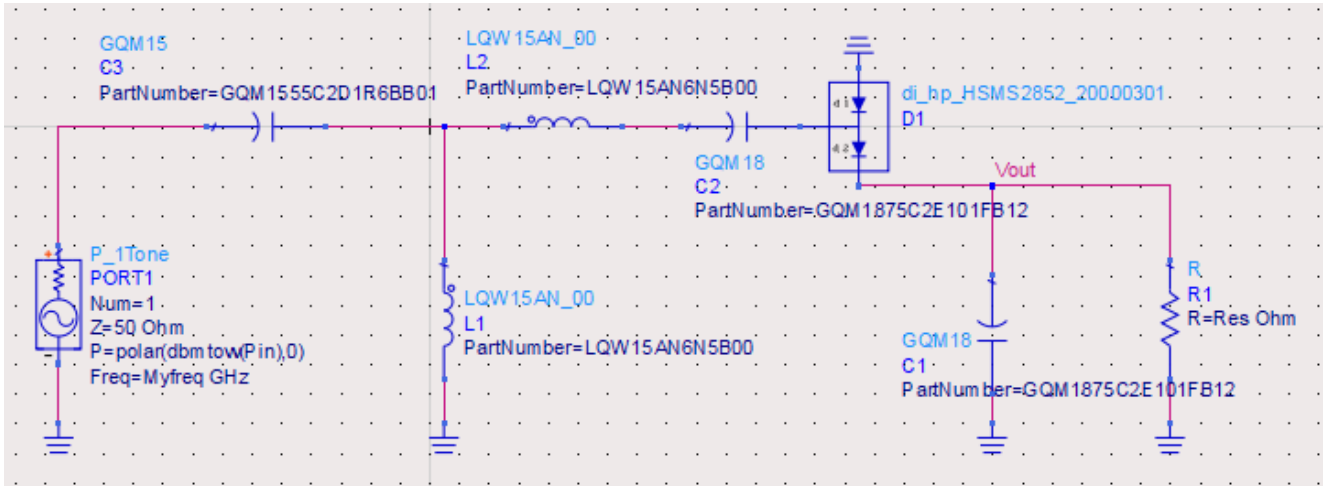 GQM15
C3
PartNumber=GQM1555C2D1R6BB01
LQW15AN_00
L2
PartNumber=LQW15AN6N5B00
d1
d2
di_hp_HSMS2852_20000301
D1
GQM18
C2
PartNumber=GQM1875C2E101FB12
Vout
+
P_1Tone
PORT1
Num=1
Z=50 Ohm
P=polar(dbmtow(Pin),0)
Freq=Myfreq GHz
-
LQW15AN_00
L1
PartNumber=LQW15AN6N5B00
GQM18
C1
PartNumber=GQM1875C2E101FB12
R
R1
R=Res Ohm